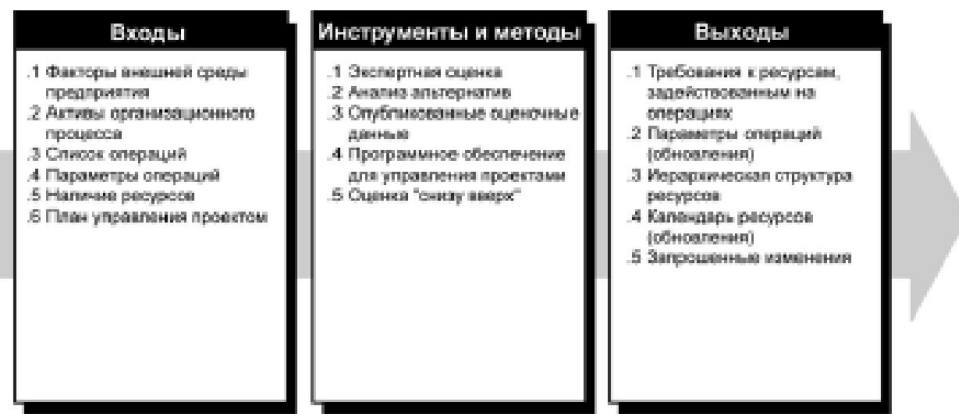 Входы
.1 Факторы внешней среды
предприятия
.2 Активы организационного
процесса
.3 Список операций
.4 Параметры операций
.5 Наличие ресурсов
.6 План управления проектом
Инструменты и методы
.1 Экспертная оценка
.2 Анализ альтернатив
.3 Опубликованные оценочные
данные
.4 Программное обеспечение
для управления проектами
.5 Оценка "снизу вверх"
Выходы
.1 Требования к ресурсам,
задействованным на
операциях
.2 Параметры операций
(обновления)
.3 Иерархическая структура
ресурсов
.4 Календарь ресурсов
(обновления)
.5 Запрошенные изменения